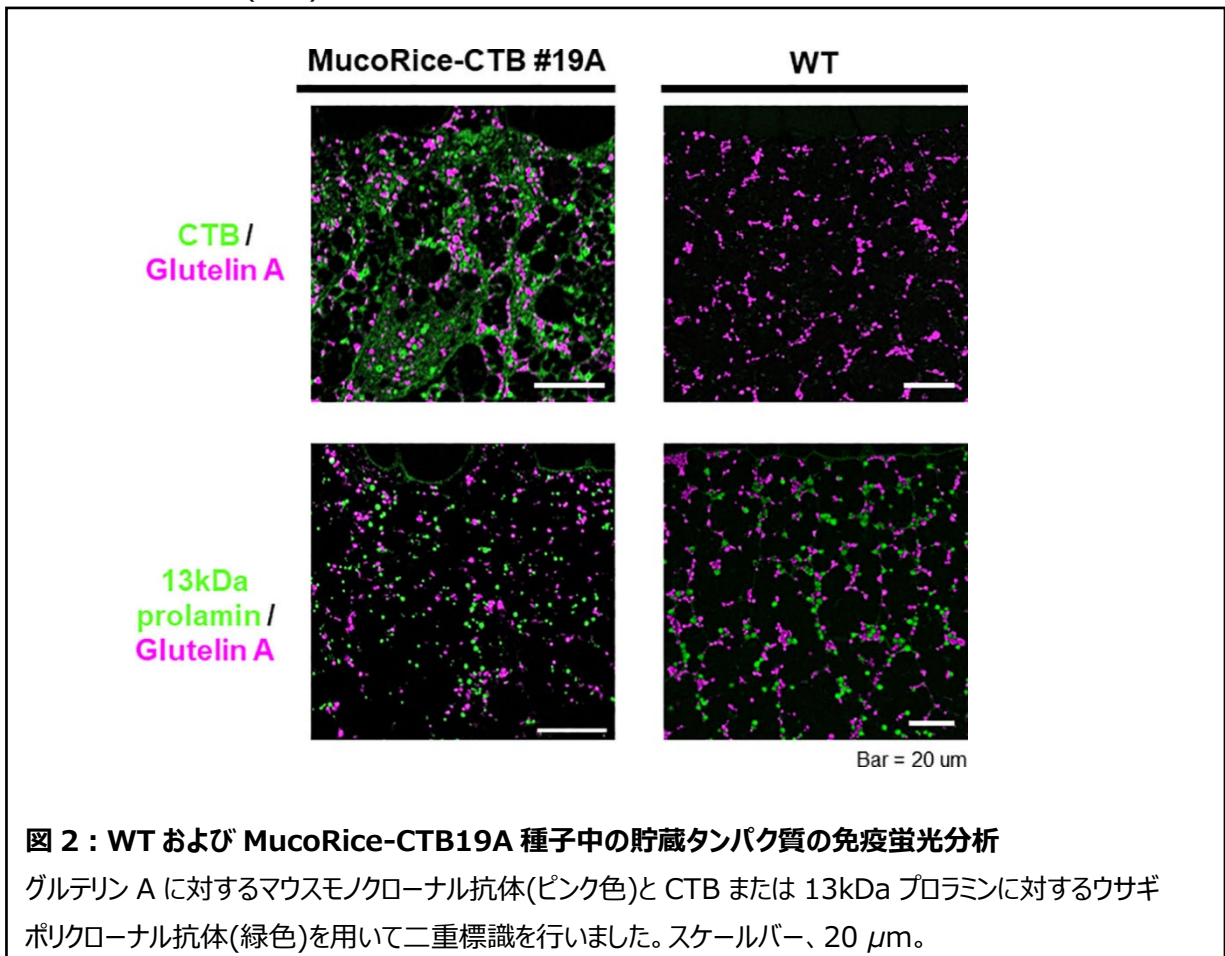 MucoRice-CTB #19A
WT
CTB /
Glutelin A
13kDa
prolamin /
Glutelin A
Bar = 20 um
図 2：WT および MucoRice-CTB19A 種子中の貯蔵タンパク質の免疫蛍光分析
グルテリン A に対するマウスモノクローナル抗体(ピンク色)と CTB または 13kDa プロラミンに対するウサギ
ポリクローナル抗体(緑色)を用いて二重標識を行いました。スケールバー、20 μm。